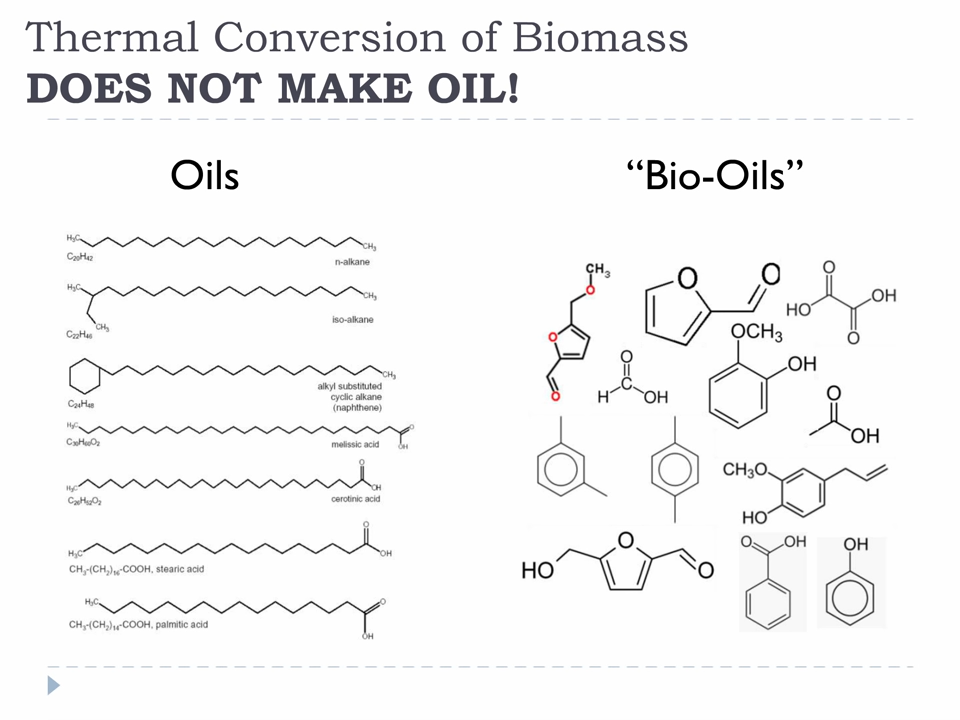 Thermal Conversion of Biomass
DOES NOT MAKE OIL!
Oils
H₃C
CH₃
C₂₀H₄₂
n-alkane
H₃C
CH₃
iso-alkane
CH₃
C₂₂H₄₆
CH₃
alkyl substituted
C₂₄H₄₈
cyclic alkane
(naphthene)
H₃C
O
C₃₀H₆₀O₂
melissic acid
OH
O
H₃C
OH
C₂₆H₅₂O₂
cerotinic acid
O
H₃C
OH
CH₃-(CH₂)₁₆-COOH, stearic acid
H₃C
O
CH₃-(CH₂)₁₄-COOH, palmitic acid
OH
“Bio-Oils”
CH₃
O
O
O
O
O
O
HO
OH
O
O
H
C
OH
OCH₃
OH
O
OH
CH₃O
HO
O
HO
O
O
OH
OH